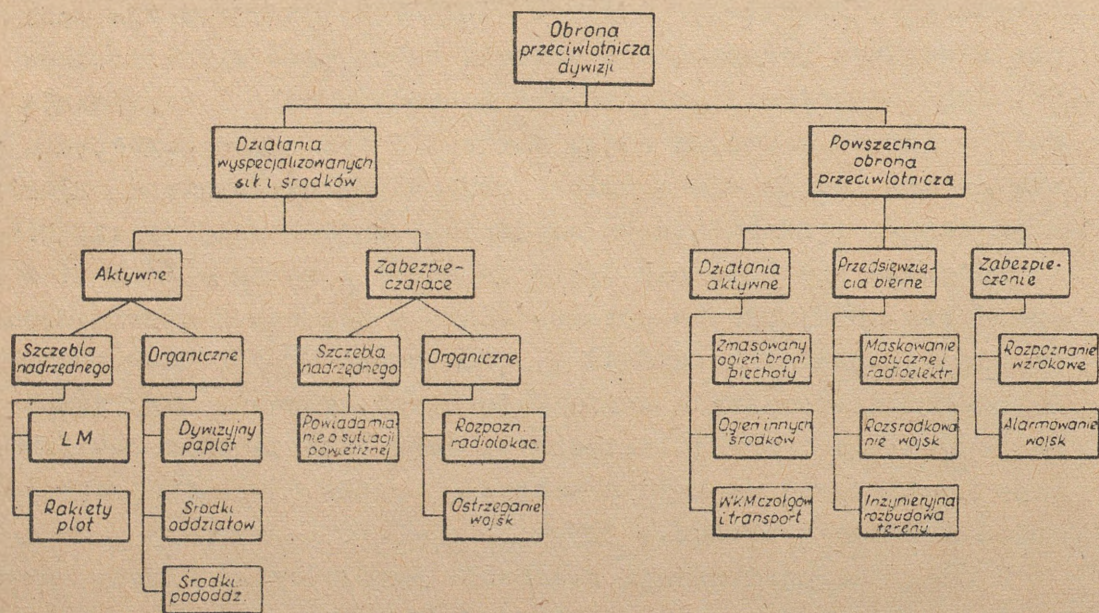 Obrona
przeciwlotnicza
dywizji
Działania
wyspecjalizowanych
sił i środków
Powszechna
obrona
przeciwlotnicza
Aktywne
Zabezpie-
czające
Działania
aktywne
Przedsięwzię-
cia bierne
Zabezpie-
czenie
Szczebla
nadrzędnego
Organiczne
Szczebla
nadrzędnego
Organiczne
Zmasowany
ogień broni
piechoty
Maskowanie
optyczne i
radioelektr.
Rozpoznanie
wzrokowe
LM
Dywizyjny
paplot
Powiadamia-
nie o sytuacji
powietrznej
Rozpozn.
radiolokac.
Ogień innych
środków
Rozśrodkowa-
nie wojsk
Alarmowanie
wojsk
Rakiety
plot
Środki
oddziałów
Ostrzeganie
wojsk
WKM czołgów
i transport.
Inżynieryjna
rozbudowa
terenu
Środki
pododdz.